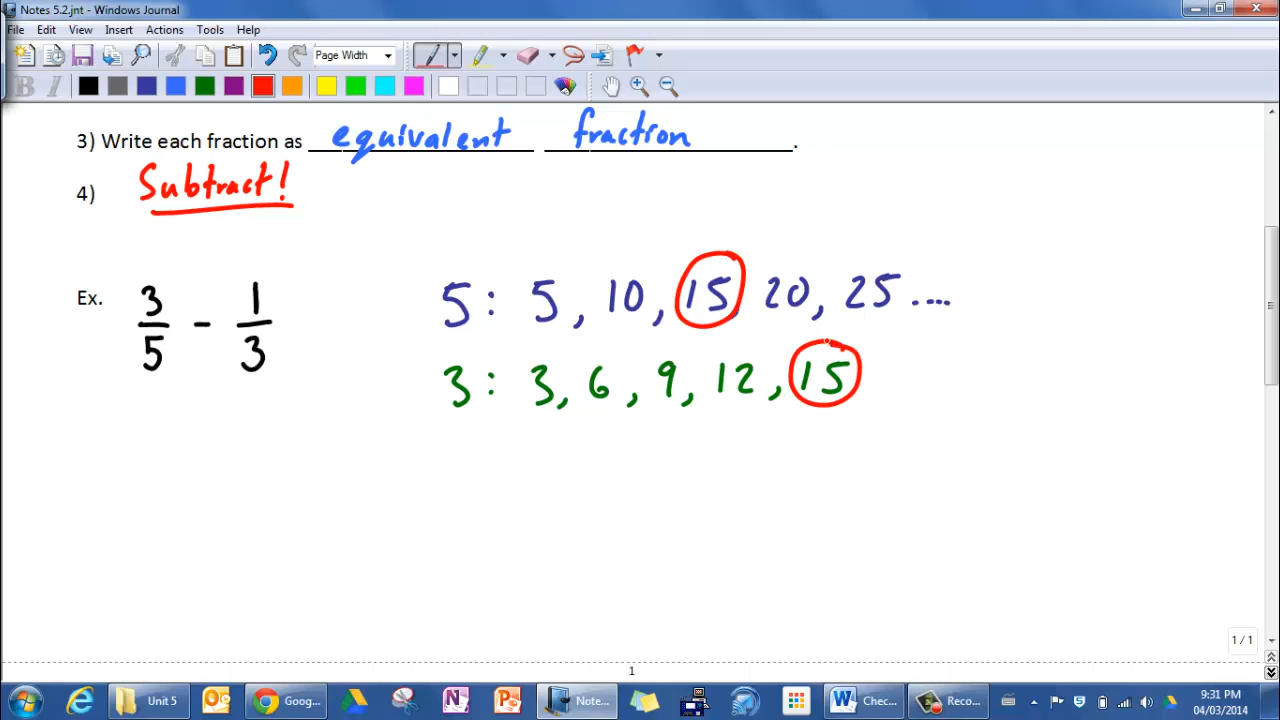 Notes 5.2.jnt - Windows Journal
File Edit View Insert Actions Tools Help
Page Width
B I
3) Write each fraction as equivalent fraction.
4) Subtract!
Ex. 3/5 - 1/3
5: 5, 10, 15, 20, 25 ....
3: 3, 6, 9, 12, 15
1 / 1
1
Unit 5 Goog... Note... Chec... Reco... 9:31 PM
04/03/2014